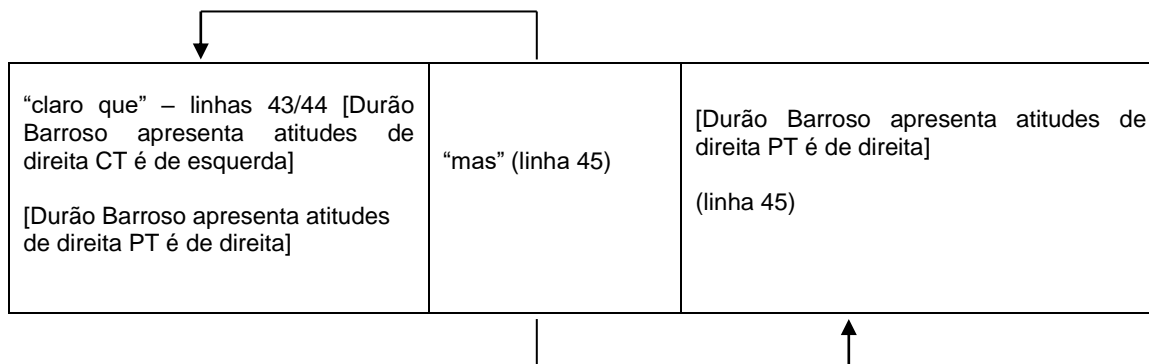 “claro que” – linhas 43/44 [Durão
Barroso apresenta atitudes de
direita CT é de esquerda]
[Durão Barroso apresenta atitudes
de direita PT é de direita]
“mas” (linha 45)
[Durão Barroso apresenta atitudes de
direita PT é de direita]
(linha 45)